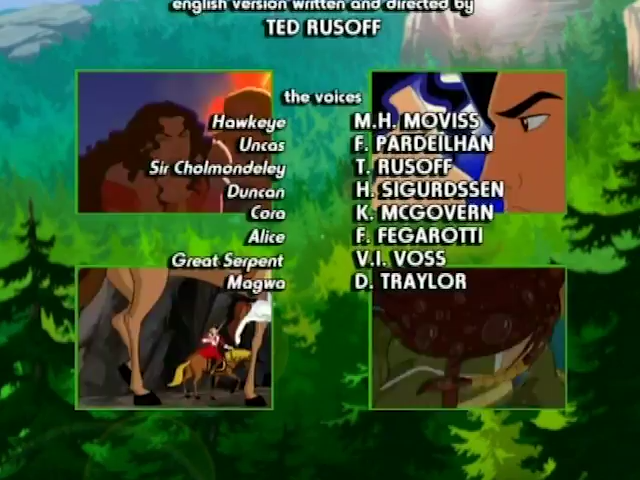 english version written and directed by
TED RUSOFF
the voices
Hawkeye M.H. MOVISS
Uncas F. PARDEILHAN
Sir Cholmondeley T. RUSOFF
Duncan H. SIGURDSSEN
Cora K. MCGOVERN
Alice F. FEGAROTTI
Great Serpent V.I. VOSS
Magwa D. TRAYLOR